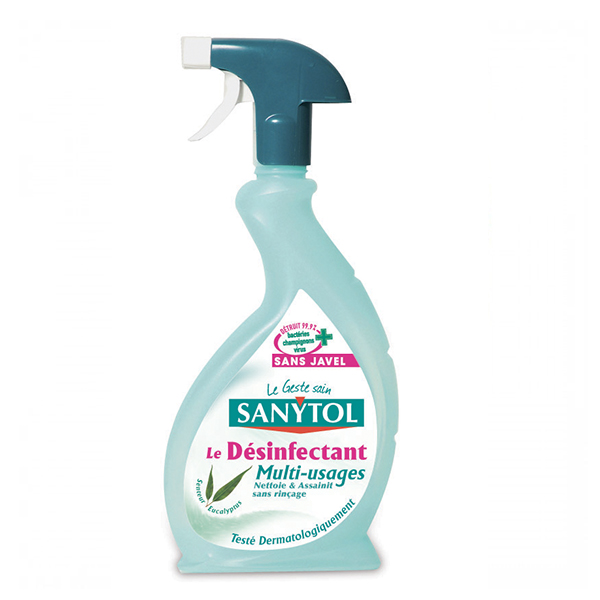 DÉTRUIT 99.9%
bactéries
champignons
virus
SANS JAVEL
Le Geste sain
SANYTOL
Le Désinfectant
Multi-usages
Nettoie & Assainit
sans rinçage
Senteur Eucalyptus
Testé Dermatologiquement